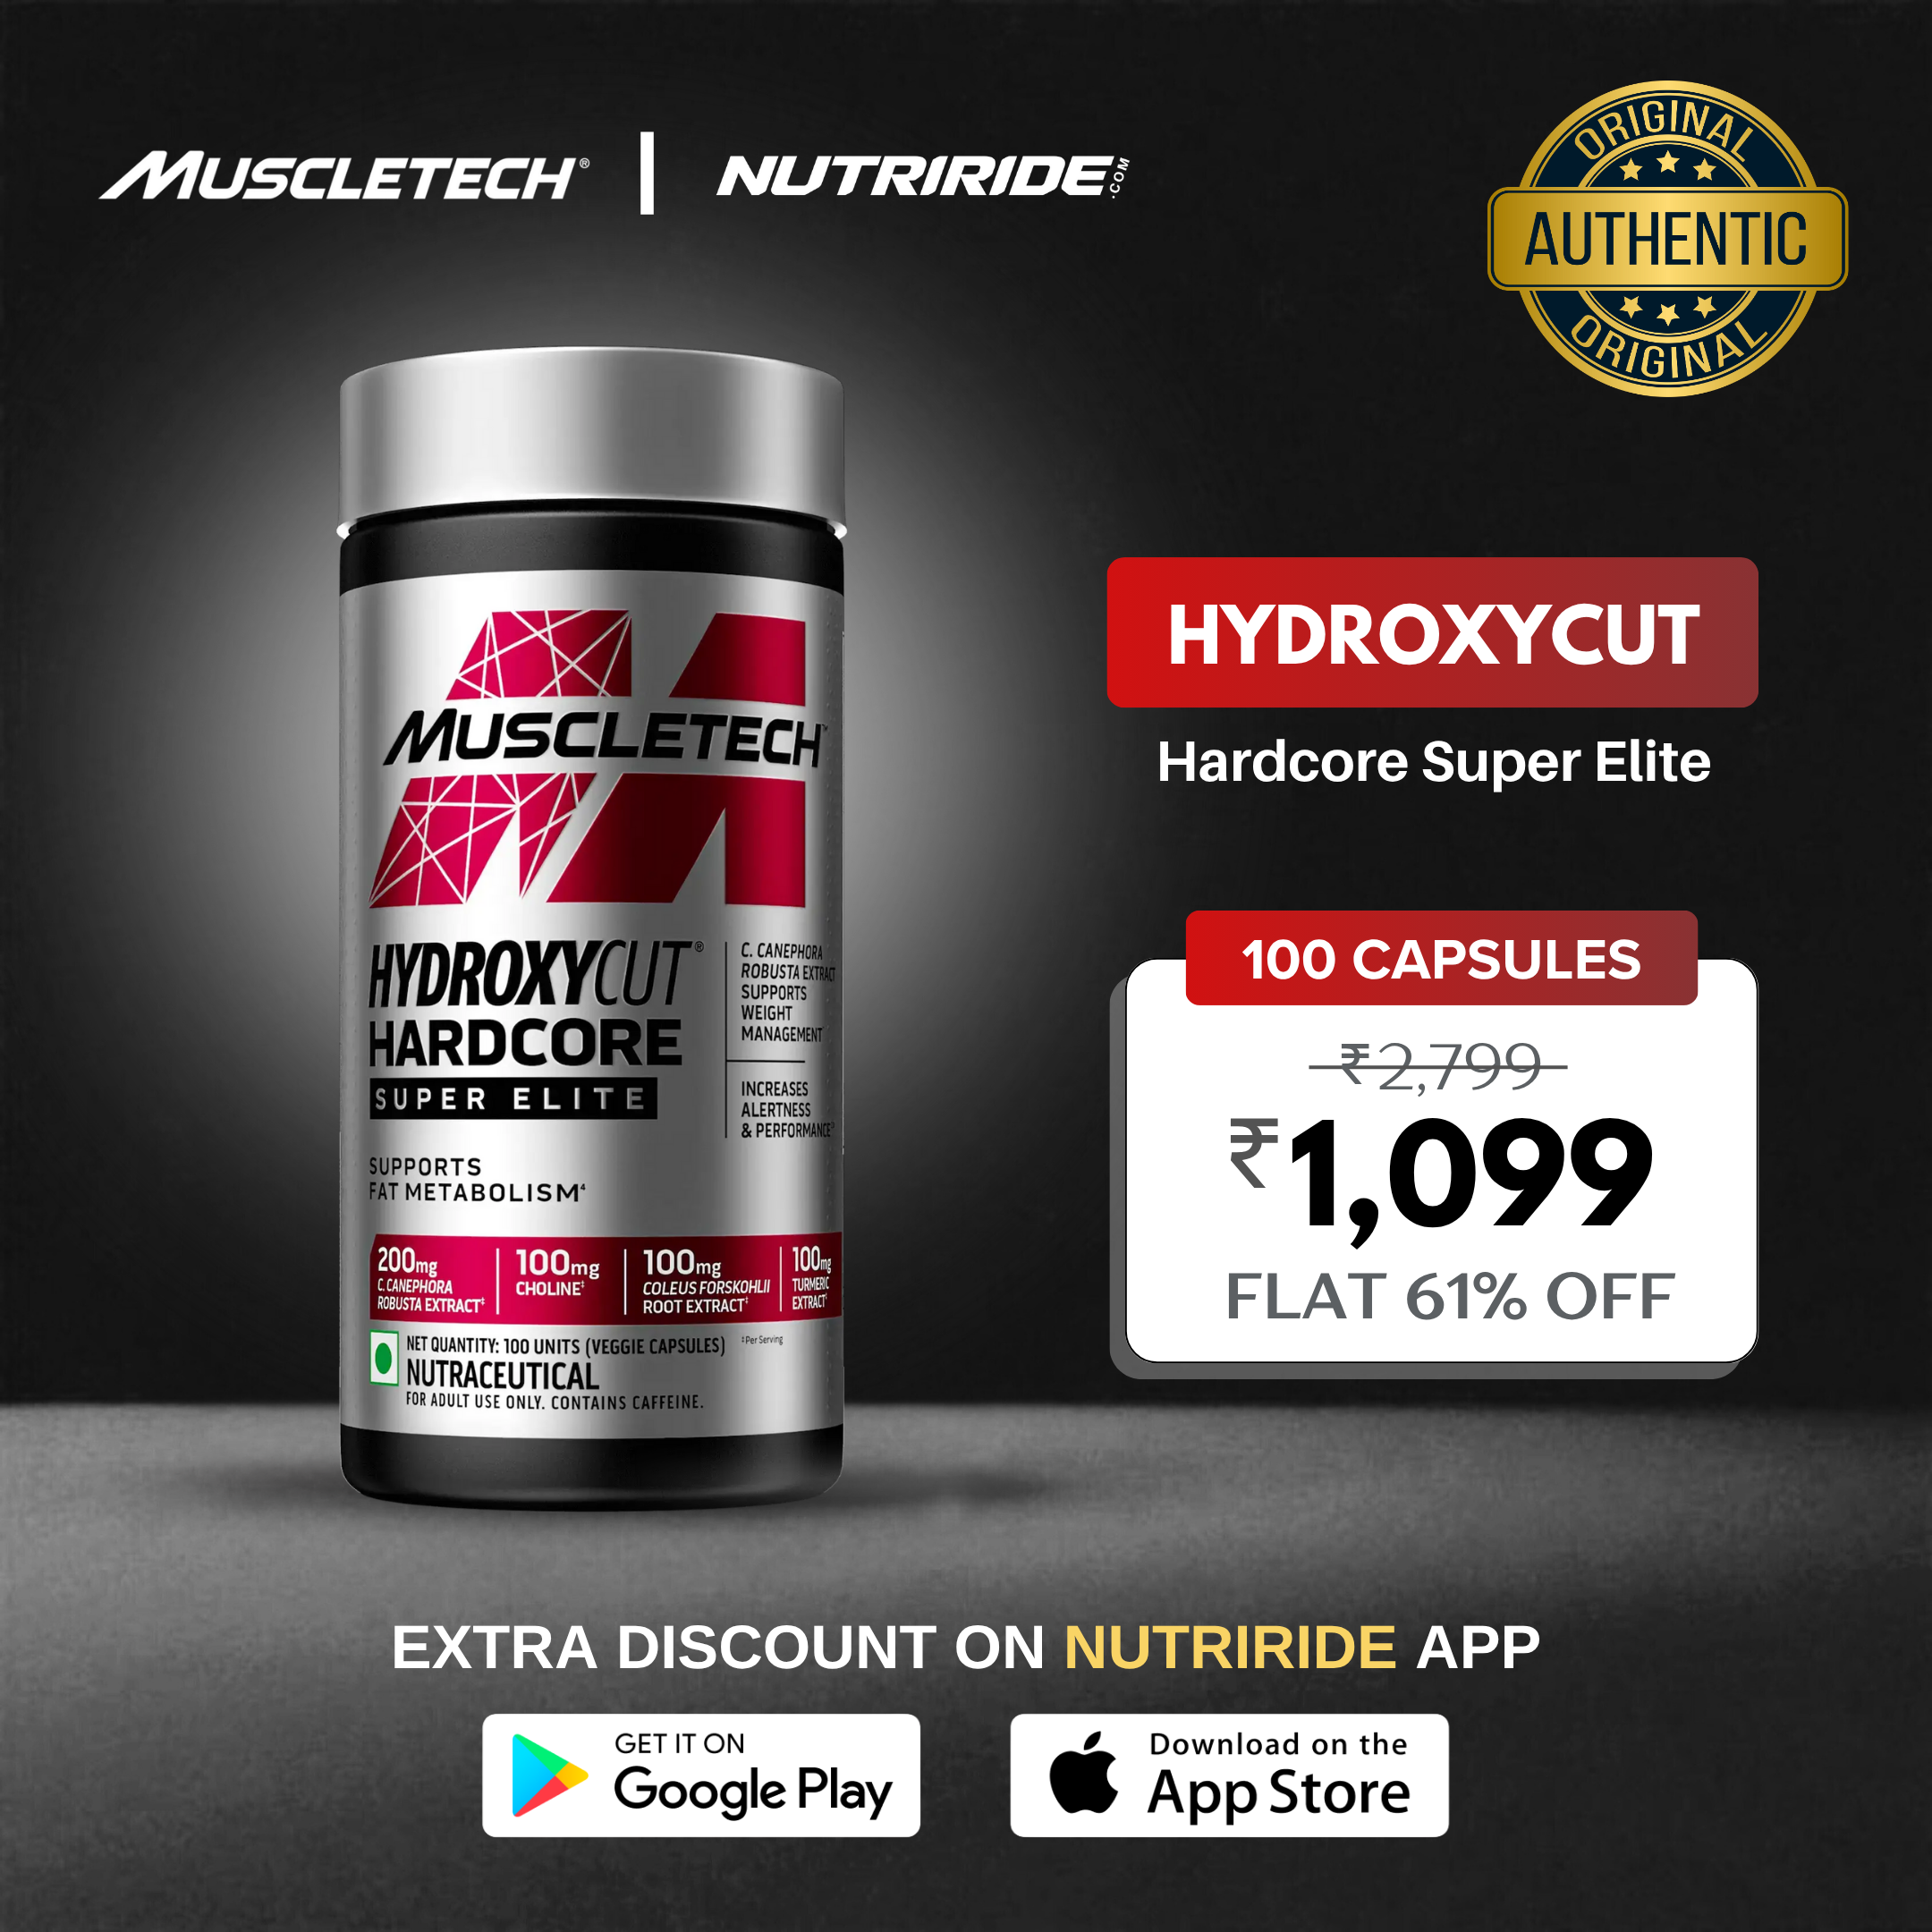 MUSCLETECH®
NUTRIRIDE.COM
ORIGINAL
AUTHENTIC
ORIGINAL
MUSCLETECH™
HYDROXYCUT®
HARDCORE
SUPER ELITE
C. CANEPHORA
ROBUSTA EXTRACT
SUPPORTS
WEIGHT
MANAGEMENT
INCREASES
ALERTNESS
& PERFORMANCE
SUPPORTS
FAT METABOLISM⁴
200mg
C. CANEPHORA
ROBUSTA EXTRACT‡
100mg
CHOLINE‡
100mg
COLEUS FORSKOHLII
ROOT EXTRACT‡
100mg
TURMERIC
EXTRACT‡
NET QUANTITY: 100 UNITS (VEGGIE CAPSULES)
‡Per Serving
NUTRACEUTICAL
FOR ADULT USE ONLY. CONTAINS CAFFEINE.
HYDROXYCUT
Hardcore Super Elite
100 CAPSULES
₹2,799
₹1,099
FLAT 61% OFF
EXTRA DISCOUNT ON NUTRIRIDE APP
GET IT ON
Google Play
Download on the
App Store